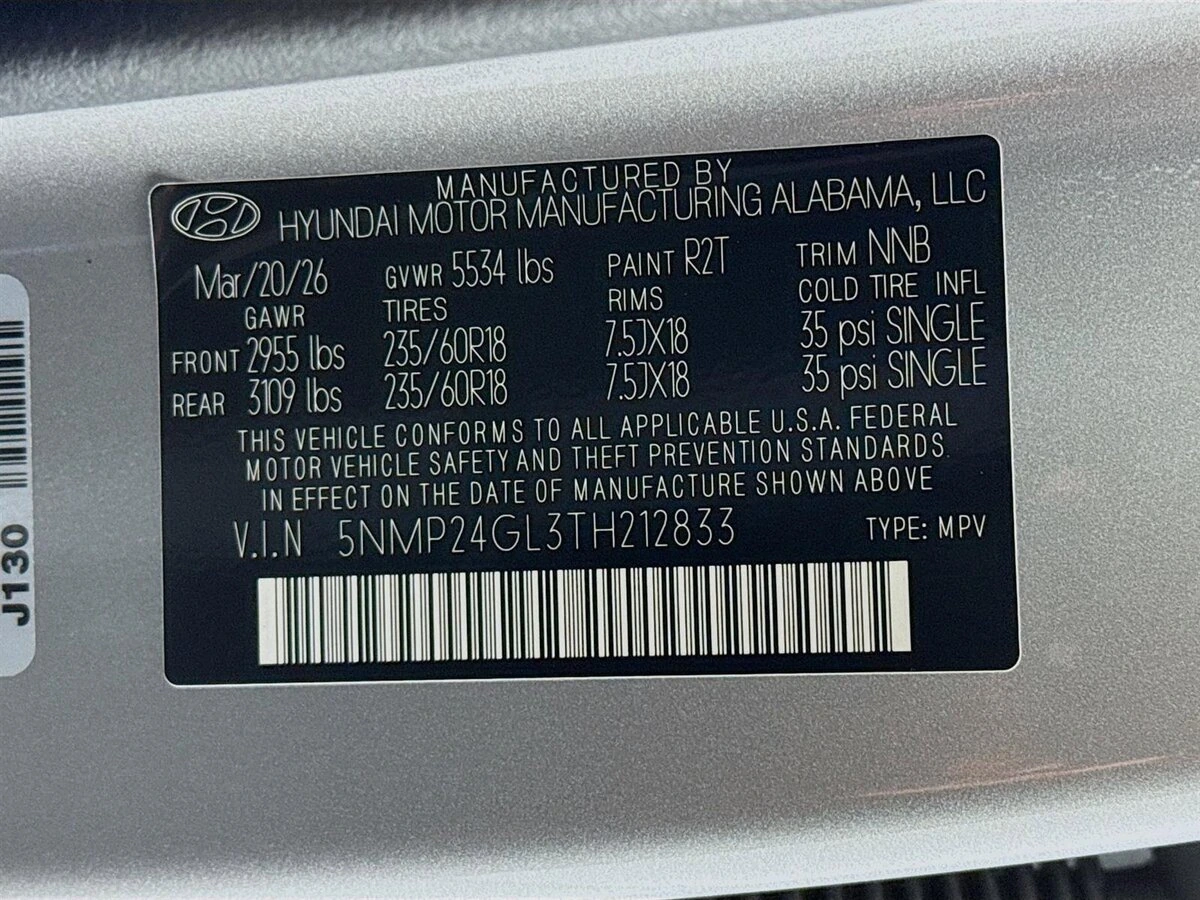 MANUFACTURED BY
HYUNDAI MOTOR MANUFACTURING ALABAMA, LLC
Mar/20/26 GVWR 5534 lbs PAINT R2T TRIM NNB
GAWR TIRES RIMS COLD TIRE INFL
FRONT 2955 lbs 235/60R18 7.5JX18 35 psi SINGLE
REAR 3109 lbs 235/60R18 7.5JX18 35 psi SINGLE
THIS VEHICLE CONFORMS TO ALL APPLICABLE U.S.A. FEDERAL
MOTOR VEHICLE SAFETY AND THEFT PREVENTION STANDARDS
IN EFFECT ON THE DATE OF MANUFACTURE SHOWN ABOVE
V.I.N 5NMP24GL3TH212833 TYPE: MPV
J130